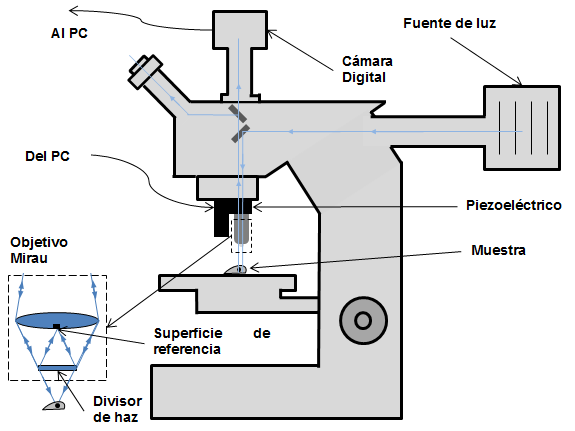 Al PC
Fuente de luz
Cámara
Digital
Del PC
Piezoeléctrico
Objetivo
Mirau
Muestra
Superficie de
referencia
Divisor
de haz